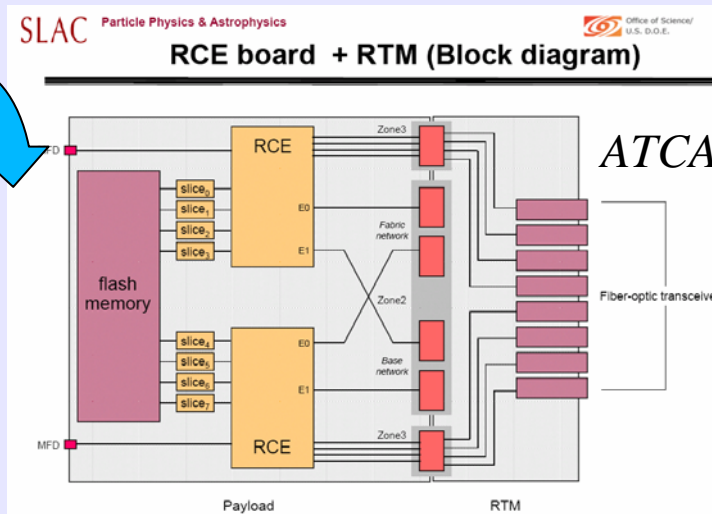 SLAC Particle Physics & Astrophysics
Office of Science/
U.S. D.O.E.
RCE board + RTM (Block diagram)
ATCA
FD
RCE
Zone3
slice0
slice1
slice2
slice3
E0
E1
Fabric
network
flash
memory
Zone2
Fiber-optic transceive
slice4
slice5
slice6
slice7
E0
E1
Base
network
RCE
Zone3
MFD
Payload
RTM